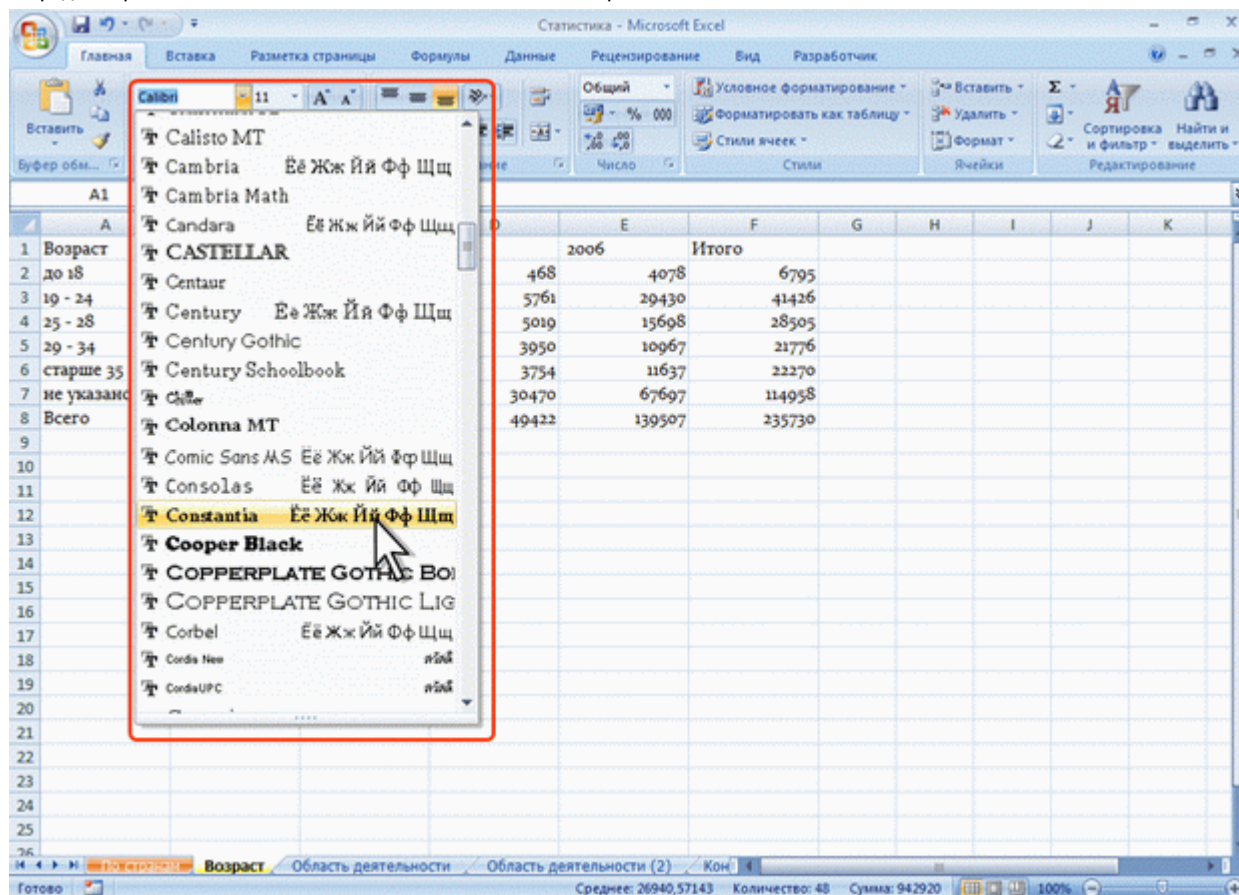 Статистика - Microsoft Excel
Главная Вставка Разметка страницы Формулы Данные Рецензирование Вид Разработчик
Calibri 11 A A Общий Условное форматирование Вставить Σ
Вставить % 000 Форматировать как таблицу Удалить Сортировка и фильтр Найти и выделить
Стили ячеек Формат
Буфер обм... Число Стили Ячейки Редактирование
A1
Calisto MT
Cambria Ёё Жж Йй Фф Щщ
Cambria Math
Candara Ёё Жж Йй Фф Щщ
CASTELLAR
Centaur
Century Ёё Жж Йй Фф Щщ
Century Gothic
Century Schoolbook
Chiller
Colonna MT
Comic Sans MS Ёё Жж Йй Фф Щщ
Consolas Ёё Жж Йй Фф Щщ
Constantia Ёё Жж Йй Фф Щщ
Cooper Black
COPPERPLATE GOTHIC BOL
COPPERPLATE GOTHIC LIG
Corbel Ёё Жж Йй Фф Щщ
Cordia New สวัสดี
CordiaUPC สวัสดี
A D E F G H I J K
1 Возраст 2006 Итого
2 до 18 468 4078 6795
3 19 - 24 5761 29430 41426
4 25 - 28 5019 15698 28505
5 29 - 34 3950 10967 21776
6 старше 35 3754 11637 22270
7 не указано 30470 67697 114958
8 Всего 49422 139507 235730
9
10
11
12
13
14
15
16
17
18
19
20
21
22
23
24
25
26
По странам Возраст Область деятельности Область деятельности (2) Кон
Готово Среднее: 26940,57143 Количество: 48 Сумма: 942920 100%